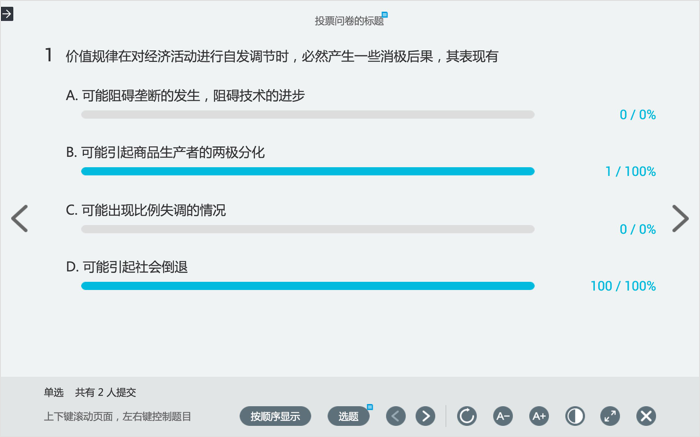 投票问卷的标题
1 价值规律在对经济活动进行自发调节时，必然产生一些消极后果，其表现有
A. 可能阻碍垄断的发生，阻碍技术的进步
0 / 0%
B. 可能引起商品生产者的两极分化
1 / 100%
C. 可能出现比例失调的情况
0 / 0%
D. 可能引起社会倒退
100 / 100%
单选 共有 2 人提交
上下键滚动页面，左右键控制题目
按顺序显示 选题 A− A+